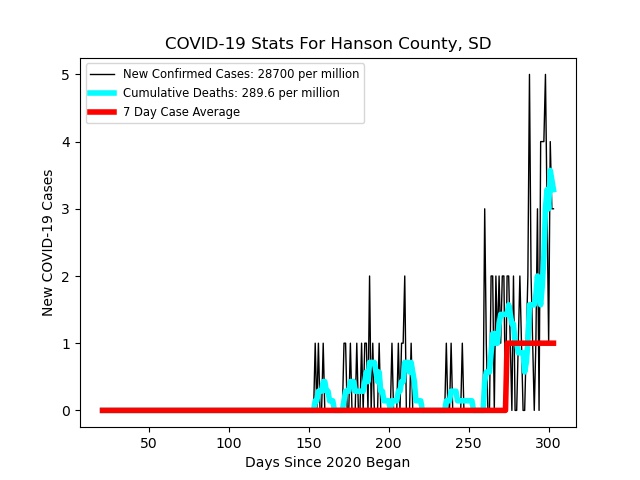 COVID-19 Stats For Hanson County, SD
New Confirmed Cases: 28700 per million
Cumulative Deaths: 289.6 per million
7 Day Case Average
New COVID-19 Cases
5
4
3
2
1
0
50 100 150 200 250 300
Days Since 2020 Began